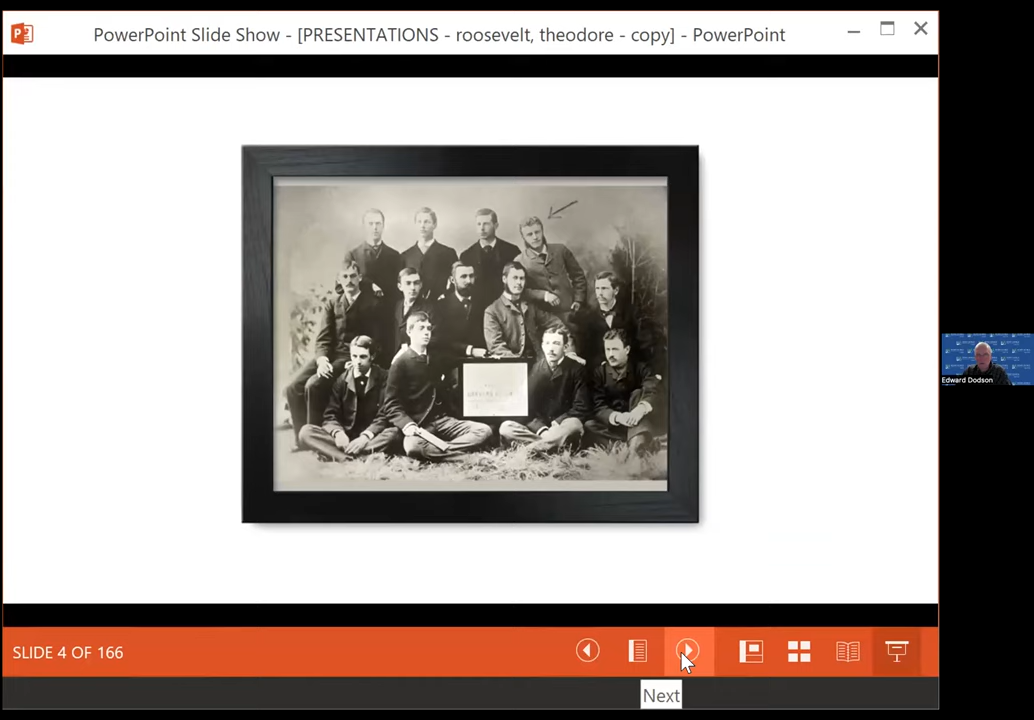 PowerPoint Slide Show - [PRESENTATIONS - roosevelt, theodore - copy] - PowerPoint
Edward Dodson
SLIDE 4 OF 166
Next